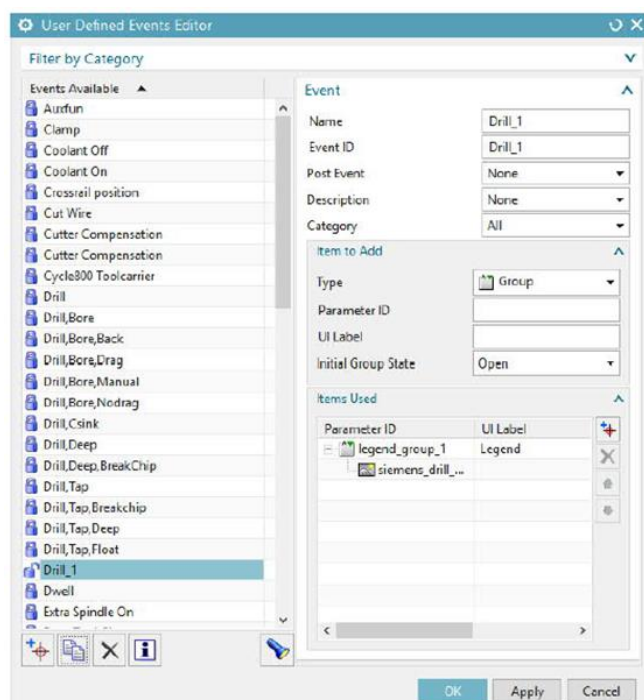 User Defined Events Editor
Filter by Category
Events Available
Auxfun
Clamp
Coolant Off
Coolant On
Crossrail position
Cut Wire
Cutter Compensation
Cutter Compensation
Cycle800 Toolcarrier
Drill
Drill,Bore
Drill,Bore,Back
Drill,Bore,Drag
Drill,Bore,Manual
Drill,Bore,Nodrag
Drill,Csink
Drill,Deep
Drill,Deep,BreakChip
Drill,Tap
Drill,Tap,Breakchip
Drill,Tap,Deep
Drill,Tap,Float
Drill_1
Dwell
Extra Spindle On
Event
Name Drill_1
Event ID Drill_1
Post Event None
Description None
Category All
Item to Add
Type Group
Parameter ID
UI Label
Initial Group State Open
Items Used
Parameter ID UI Label
legend_group_1 Legend
siemens_drill_...
OK Apply Cancel